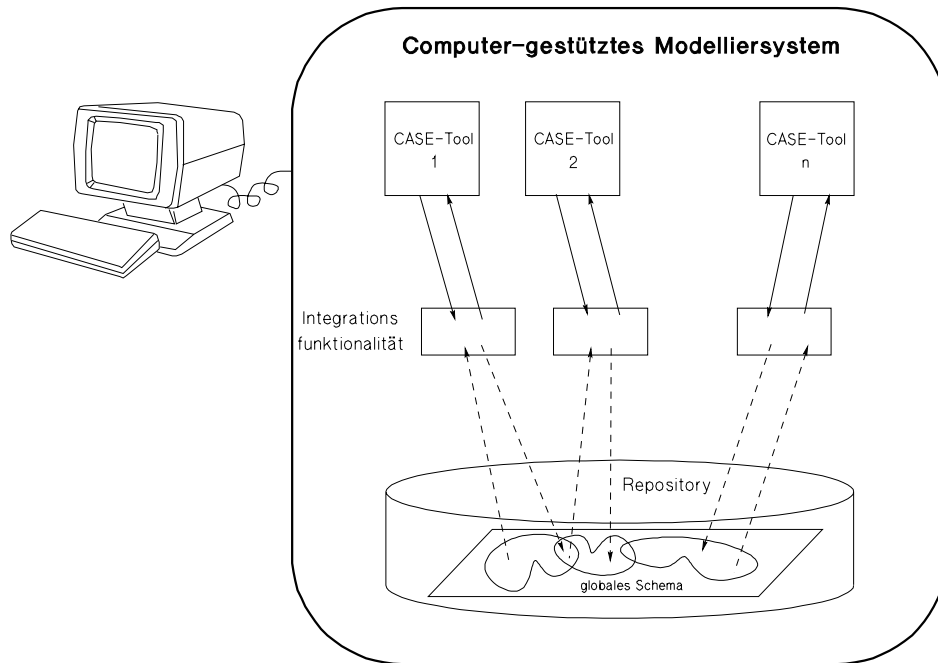 Computer-gestütztes Modelliersystem
CASE-Tool
1
CASE-Tool
2
CASE-Tool
n
Integrations
funktionalität
Repository
globales Schema